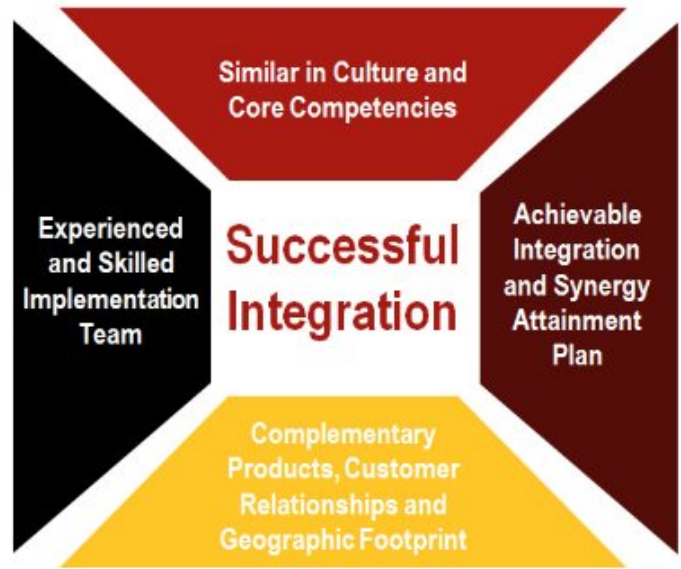 Similar in Culture and
Core Competencies
Experienced
and Skilled
Implementation
Team
Successful
Integration
Achievable
Integration
and Synergy
Attainment
Plan
Complementary
Products, Customer
Relationships and
Geographic Footprint